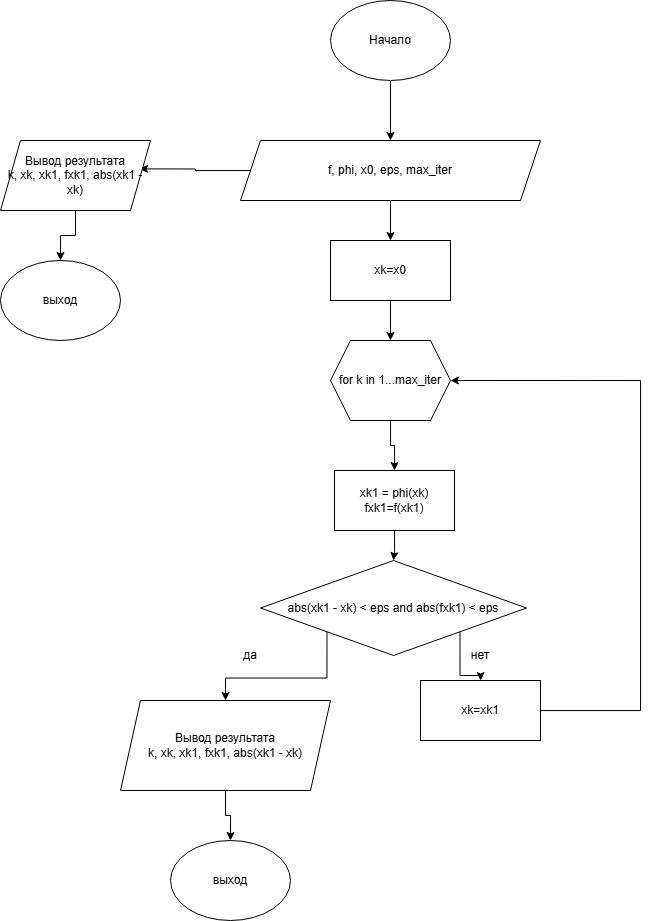 Начало
Вывод результата
k, xk, xk1, fxk1, abs(xk1 -
xk)
f, phi, x0, eps, max_iter
xk=x0
выход
for k in 1...max_iter
xk1 = phi(xk)
fxk1=f(xk1)
abs(xk1 - xk) < eps and abs(fxk1) < eps
да
нет
xk=xk1
Вывод результата
k, xk, xk1, fxk1, abs(xk1 - xk)
выход